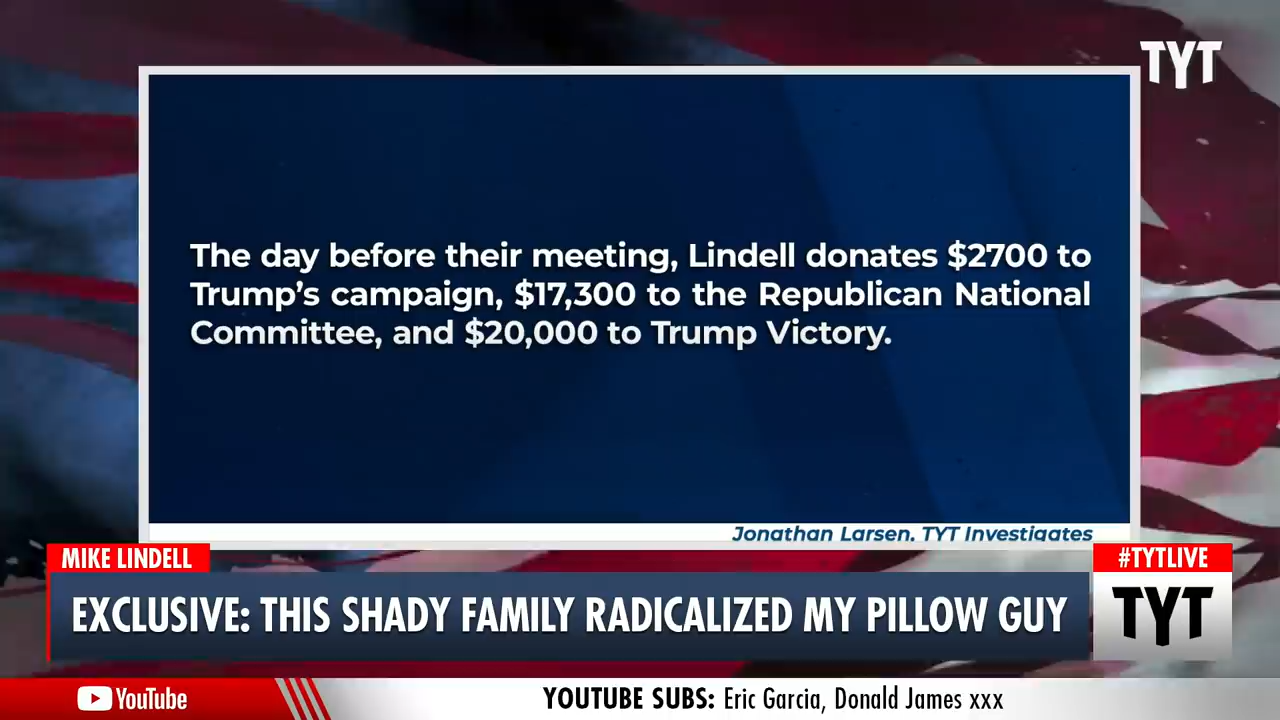 TYT
The day before their meeting, Lindell donates $2700 to
Trump's campaign, $17,300 to the Republican National
Committee, and $20,000 to Trump Victory.
Jonathan Larsen, TYT Investigates
MIKE LINDELL
#TYTLIVE
EXCLUSIVE: THIS SHADY FAMILY RADICALIZED MY PILLOW GUY
TYT
YouTube
YOUTUBE SUBS: Eric Garcia, Donald James xxx